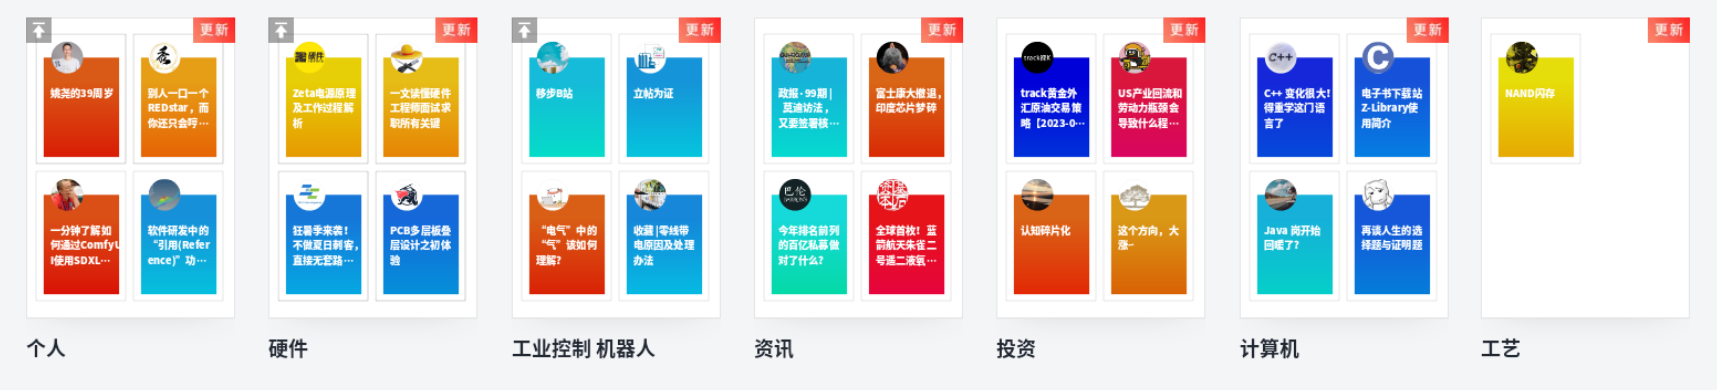 更新
姚尧的39周岁
别人一口一个
REDstar，而
你还只会哼…
一分钟了解如
何通过ComfyU
I使用SDXL…
软件研发中的
“引用(Refer
ence)”功…
个人
更新
Zeta电源原理
及工作过程解
析
一文读懂硬件
工程师面试求
职所有关键
狂暑季来袭！
不做夏日刺客，
直接无套路…
PCB多层板叠
层设计之初体
验
硬件
更新
移步B站
立帖为证
“电气”中的
“气”该如何
理解？
收藏|零线带
电原因及处理
办法
工业控制 机器人
更新
政报·99期|
莫迪访法，
又要签署核…
富士康大撤退，
印度芯片梦碎
巴伦
今年排名前列
的百亿私募做
对了什么？
全球首枚！蓝
箭航天朱雀二
号遥二液氧…
资讯
更新
track黄金外
汇原油交易策
略【2023-0…
US产业回流和
劳动力瓶颈会
导致什么程…
认知碎片化
这个方向，大
涨~
投资
更新
C++
C++ 变化很大!
得重学这门语
言了
C
电子书下载站
Z-Library使
用简介
Java 岗开始
回暖了？
再谈人生的选
择题与证明题
计算机
更新
NAND闪存
工艺